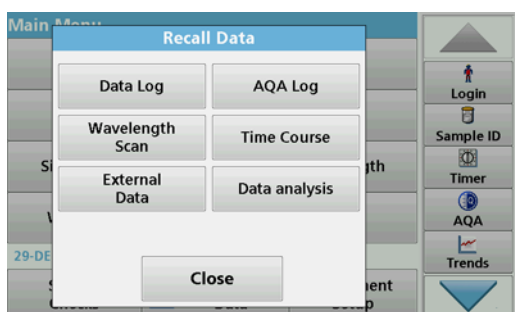 Main Menu
Recall Data
Data Log
AQA Log
Wavelength
Scan
Time Course
External
Data
Data analysis
Close
29-DE
Login
Sample ID
Timer
AQA
Trends